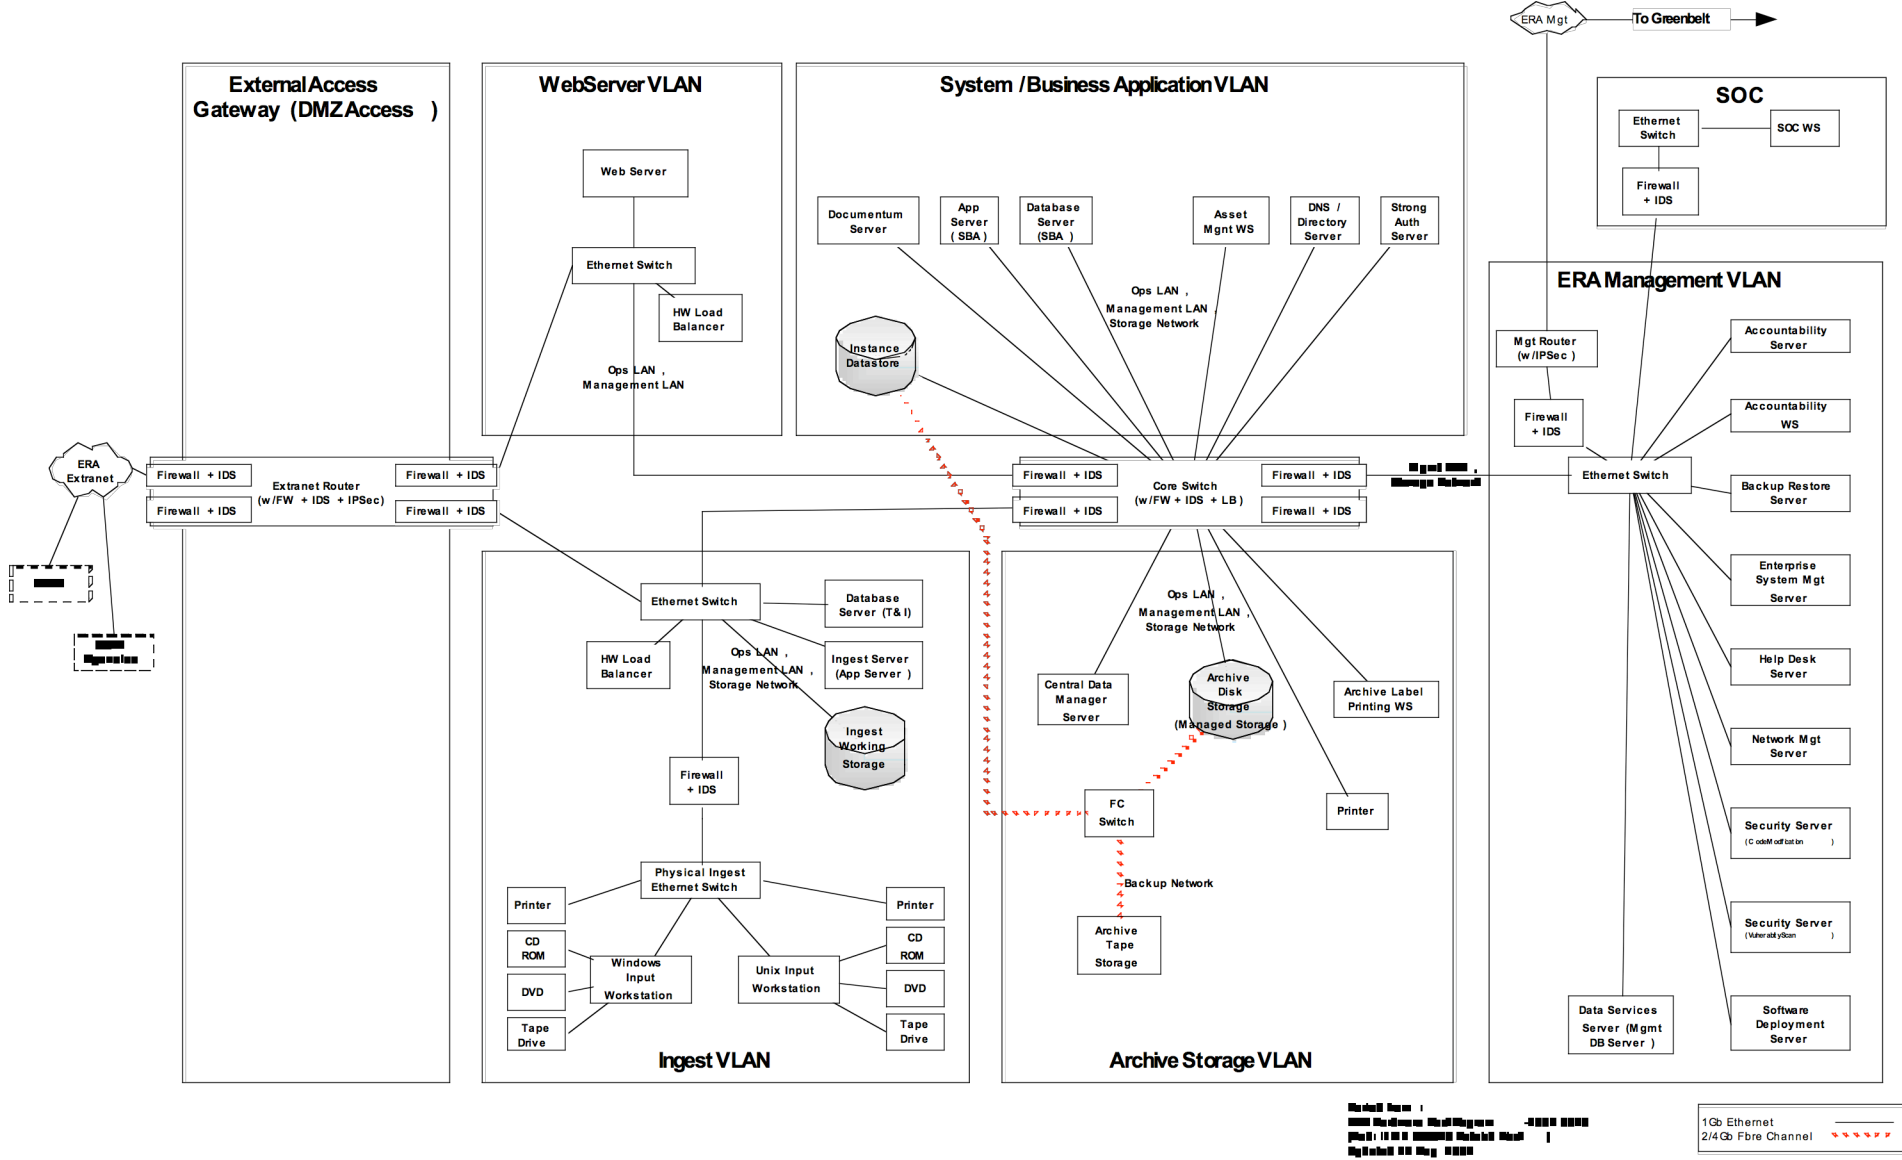 ERA Mgt
To Greenbelt
External Access
Gateway (DMZ Access )
WebServer VLAN
System / Business Application VLAN
SOC
Ethernet
Switch
SOC WS
Firewall
+ IDS
Web Server
Ethernet Switch
HW Load
Balancer
Ops LAN ,
Management LAN
Documentum
Server
App
Server
( SBA )
Database
Server
(SBA )
Asset
Mgnt WS
DNS /
Directory
Server
Strong
Auth
Server
Ops LAN ,
Management LAN ,
Storage Network
Instance
Datastore
ERA Management VLAN
Mgt Router
(w /IPSec )
Firewall
+ IDS
Ethernet Switch
Accountability
Server
Accountability
WS
Backup Restore
Server
Enterprise
System Mgt
Server
Help Desk
Server
Network Mgt
Server
Security Server
( CodeModfication )
Security Server
( VulnerabilityScan )
Software
Deployment
Server
Data Services
Server (Mgmt
DB Server )
ERA
Extranet
Firewall + IDS
Firewall + IDS
Extranet Router
(w /FW + IDS + IPSec)
Firewall + IDS
Firewall + IDS
Firewall + IDS
Firewall + IDS
Core Switch
(w /FW + IDS + LB )
Firewall + IDS
Firewall + IDS
Ethernet Switch
Database
Server (T& I)
HW Load
Balancer
Ops LAN ,
Management LAN ,
Storage Network
Ingest Server
(App Server )
Ingest
Working
Storage
Firewall
+ IDS
Physical Ingest
Ethernet Switch
Printer
CD
ROM
DVD
Tape
Drive
Windows
Input
Workstation
Unix Input
Workstation
Printer
CD
ROM
DVD
Tape
Drive
Ingest VLAN
Ops LAN ,
Management LAN ,
Storage Network
Central Data
Manager
Server
Archive
Disk
Storage
(Managed Storage )
Archive Label
Printing WS
FC
Switch
Printer
Backup Network
Archive
Tape
Storage
Archive Storage VLAN
1Gb Ethernet
2/4Gb Fbre Channel